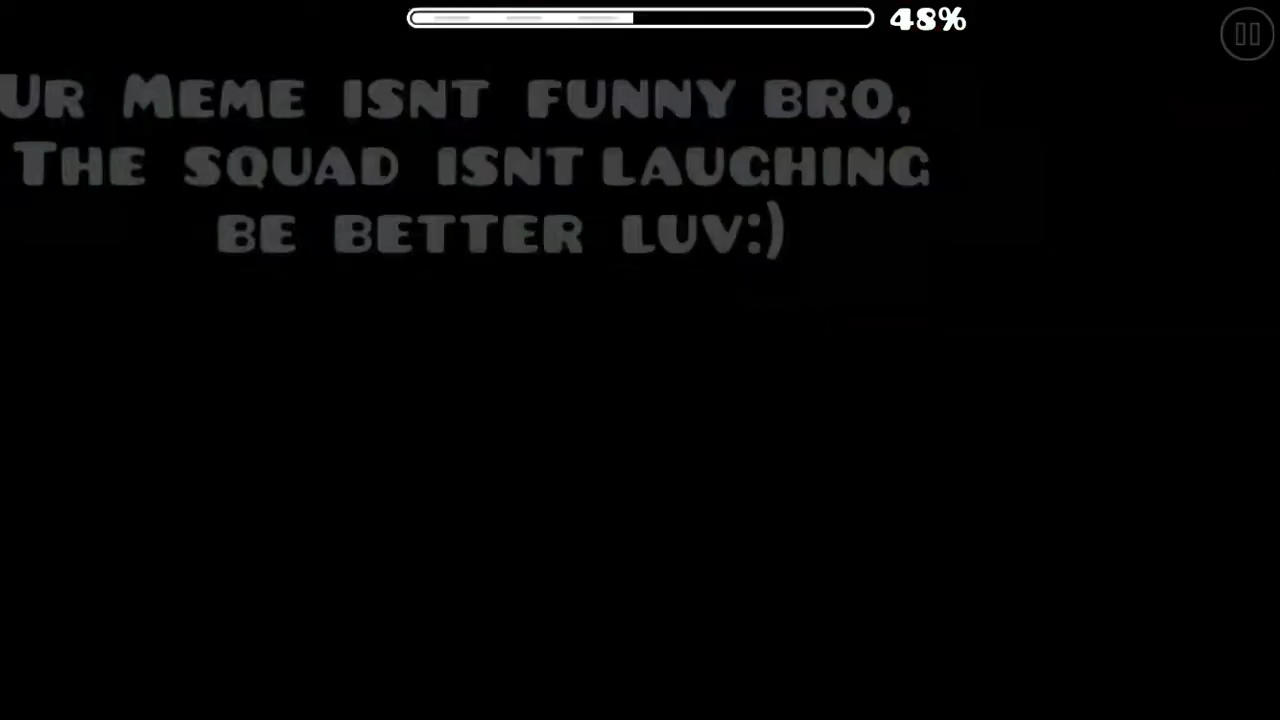 48%
Ur Meme isnt funny bro,
The squad isnt laughing
be better luv:)